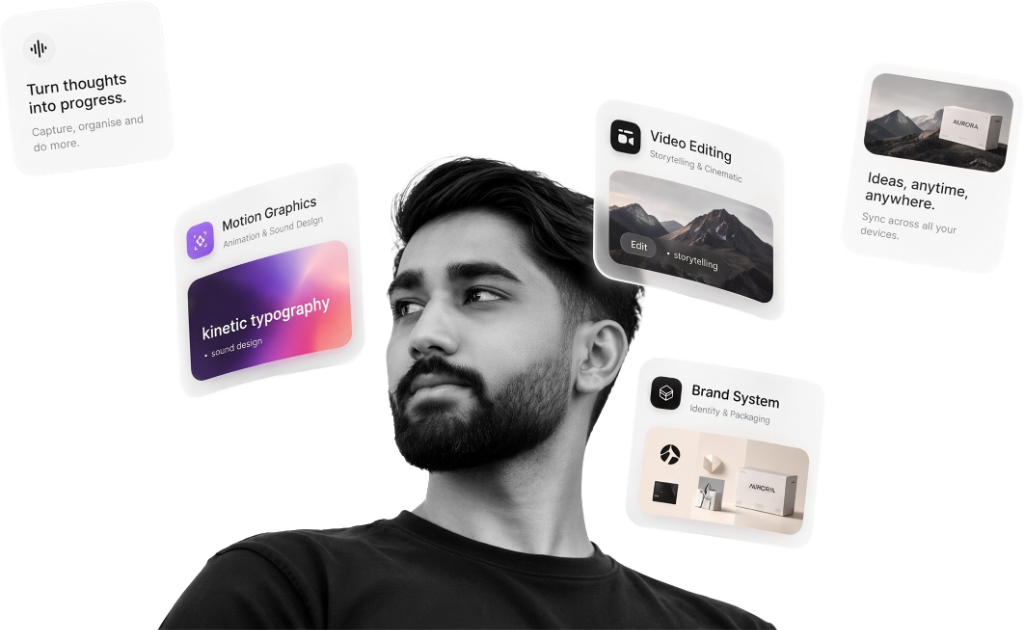 Turn thoughts
into progress.
Capture, organise and
do more.
Motion Graphics
Animation & Sound Design
kinetic typography
• sound design
Video Editing
Storytelling & Cinematic
Edit
• storytelling
AURORA
Ideas, anytime,
anywhere.
Sync across all your
devices.
Brand System
Identity & Packaging
AURORA